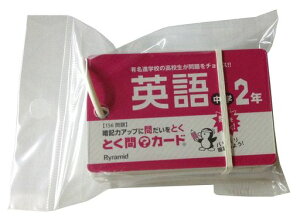 有名進学校の高校生が問題をチョイス!!
英語 中学2年
【156問題】
暗記力アップに問だいをとく
とく問?カード
Ryramid